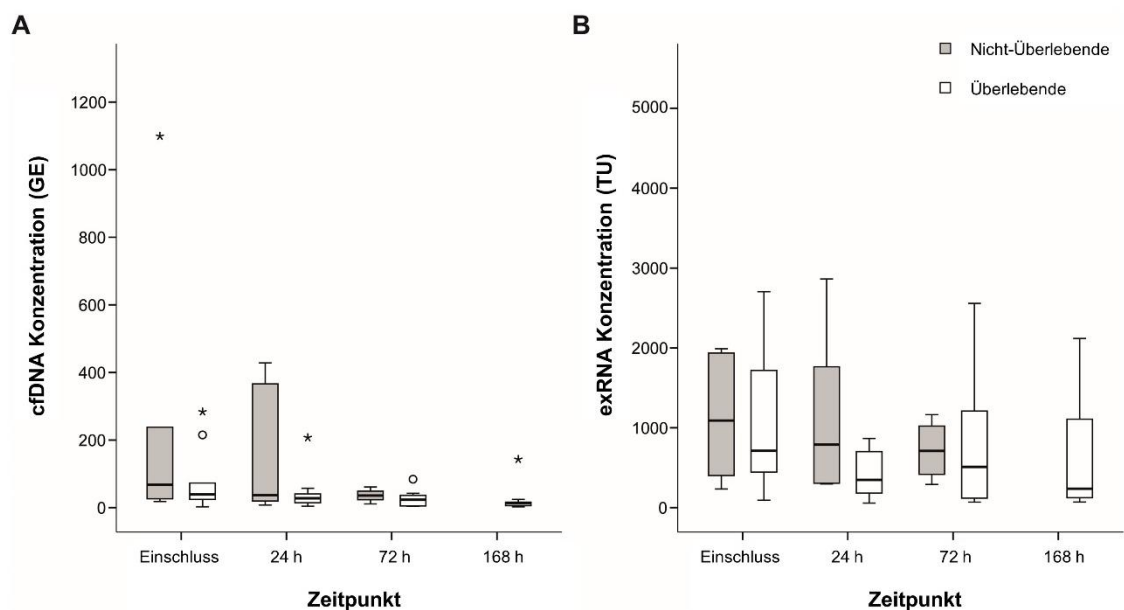 A
cfDNA Konzentration (GE)
1200
1000
800
600
400
200
0
Einschluss 24 h 72 h 168 h
Zeitpunkt
B
Nicht-Überlebende
Überlebende
exRNA Konzentration (TU)
5000
4000
3000
2000
1000
0
Einschluss 24 h 72 h 168 h
Zeitpunkt